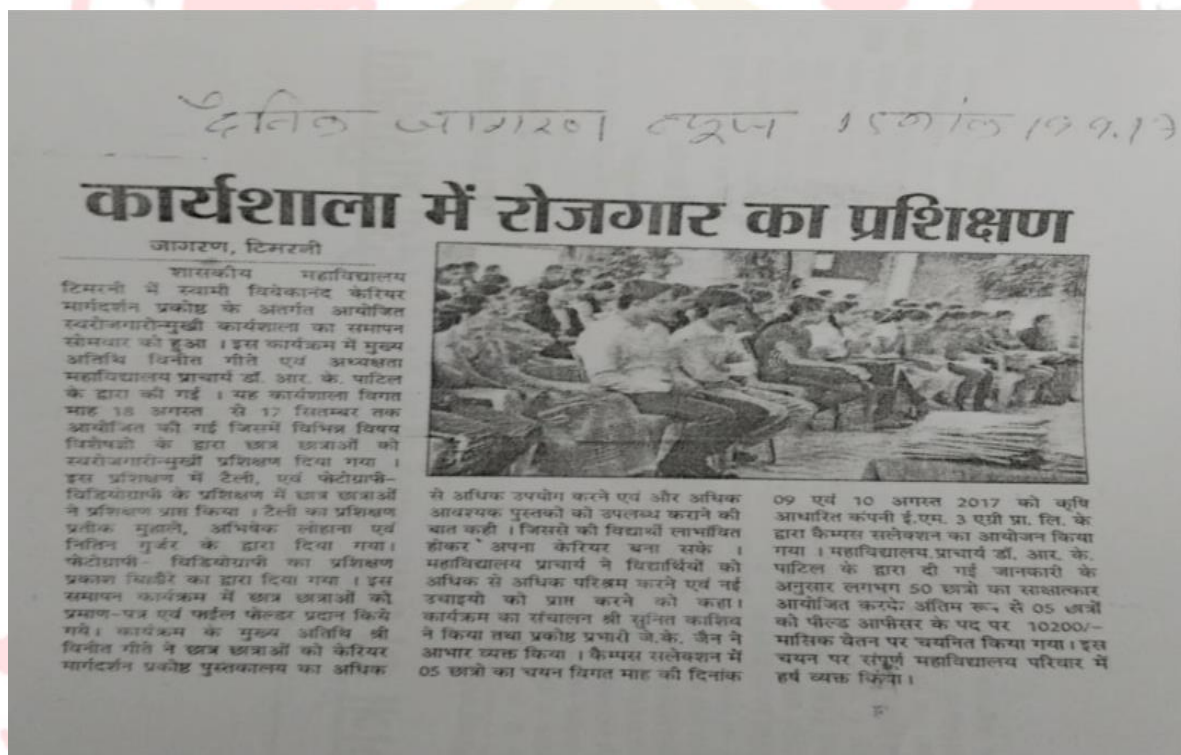 दैनिक जागरण न्यूज
कार्यशाला में रोजगार का प्रशिक्षण
जागरण, टिमरनी
शासकीय महाविद्यालय
टिमरनी में स्वामी विवेकानंद केरियर
मार्गदर्शन प्रकोष्ठ के अंतर्गत आयोजित
स्वरोजगारोन्मुखी कार्यशाला का समापन
सोमवार को हुआ । इस कार्यक्रम में मुख्य
अतिथि विनीत गीते एवं अध्यक्षता
महाविद्यालय प्राचार्य डॉ. आर. के. पाटिल
के द्वारा की गई । यह कार्यशाला विगत
माह 18 अगस्त से 17 सितम्बर तक
आयोजित की गई जिसमें विभिन्न विषय
विशेषज्ञो के द्वारा छात्र छात्राओं को
स्वरोजगारोन्मुखी प्रशिक्षण दिया गया ।
इस प्रशिक्षण में टैली, एवं फोटोग्राफी-
विडियोग्राफी के प्रशिक्षण में छात्र छात्राओं
ने प्रशिक्षण प्राप्त किया । टैली का प्रशिक्षण
प्रतीक मुहाले, अभिषेक लोहाना एवं
नितिन गुर्जर के द्वारा दिया गया।
फोटोग्राफी- विडियोग्राफी का प्रशिक्षण
प्रकाश का द्वारा दिया गया । इस
समापन कार्यक्रम में छात्र छात्राओं को
प्रमाण-पत्र एवं फाईल फोल्डर प्रदान किये
गये। कार्यक्रम के मुख्य अतिथि श्री
विनीत गीते ने छात्र छात्राओं को केरियर
मार्गदर्शन प्रकोष्ठ पुस्तकालय का अधिक
से अधिक उपयोग करने एवं और अधिक
आवश्यक पुस्तकों को उपलब्ध कराने की
बात कही । जिससे की विद्यार्थी लाभांवित
होकर अपना केरियर बना सके ।
महाविद्यालय प्राचार्य ने विद्यार्थियों को
अधिक से अधिक परिश्रम करने एवं नई
उचाइयो को प्राप्त करने को कहा।
कार्यक्रम का संचालन श्री सुनित काशिव
ने किया तथा प्रकोष्ठ प्रभारी जे.के. जैन ने
आभार व्यक्त किया । कैम्पस सलेक्शन में
05 छात्रो का चयन विगत माह की दिनांक
09 एवं 10 अगस्त 2017 को कृषि
आधारित कंपनी ई.एम. 3 एग्री प्रा. लि. के
द्वारा कैम्पस सलेक्शन का आयोजन किया
गया । महाविद्यालय प्राचार्य डॉ. आर. के.
पाटिल के द्वारा दी गई जानकारी के
अनुसार लगभग 50 छात्रो का साक्षात्कार
आयोजित करके अंतिम रूप से 05 छात्रों
को फील्ड आफीसर के पद पर 10200/-
मासिक वेतन पर चयनित किया गया। इस
चयन पर संपूर्ण महाविद्यालय परिवार में
हर्ष व्यक्त किया।